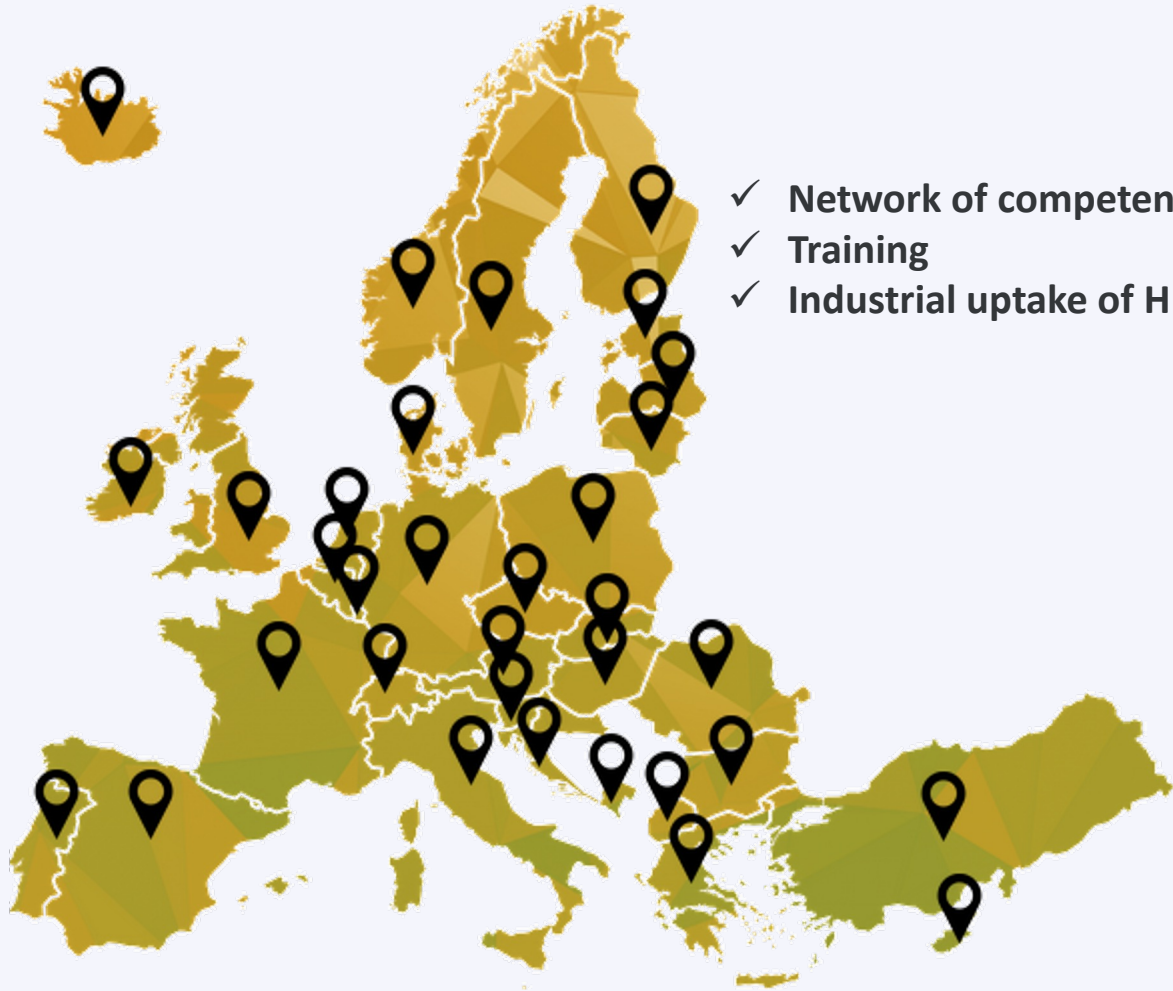 ✓ Network of competen
✓ Training
✓ Industrial uptake of H